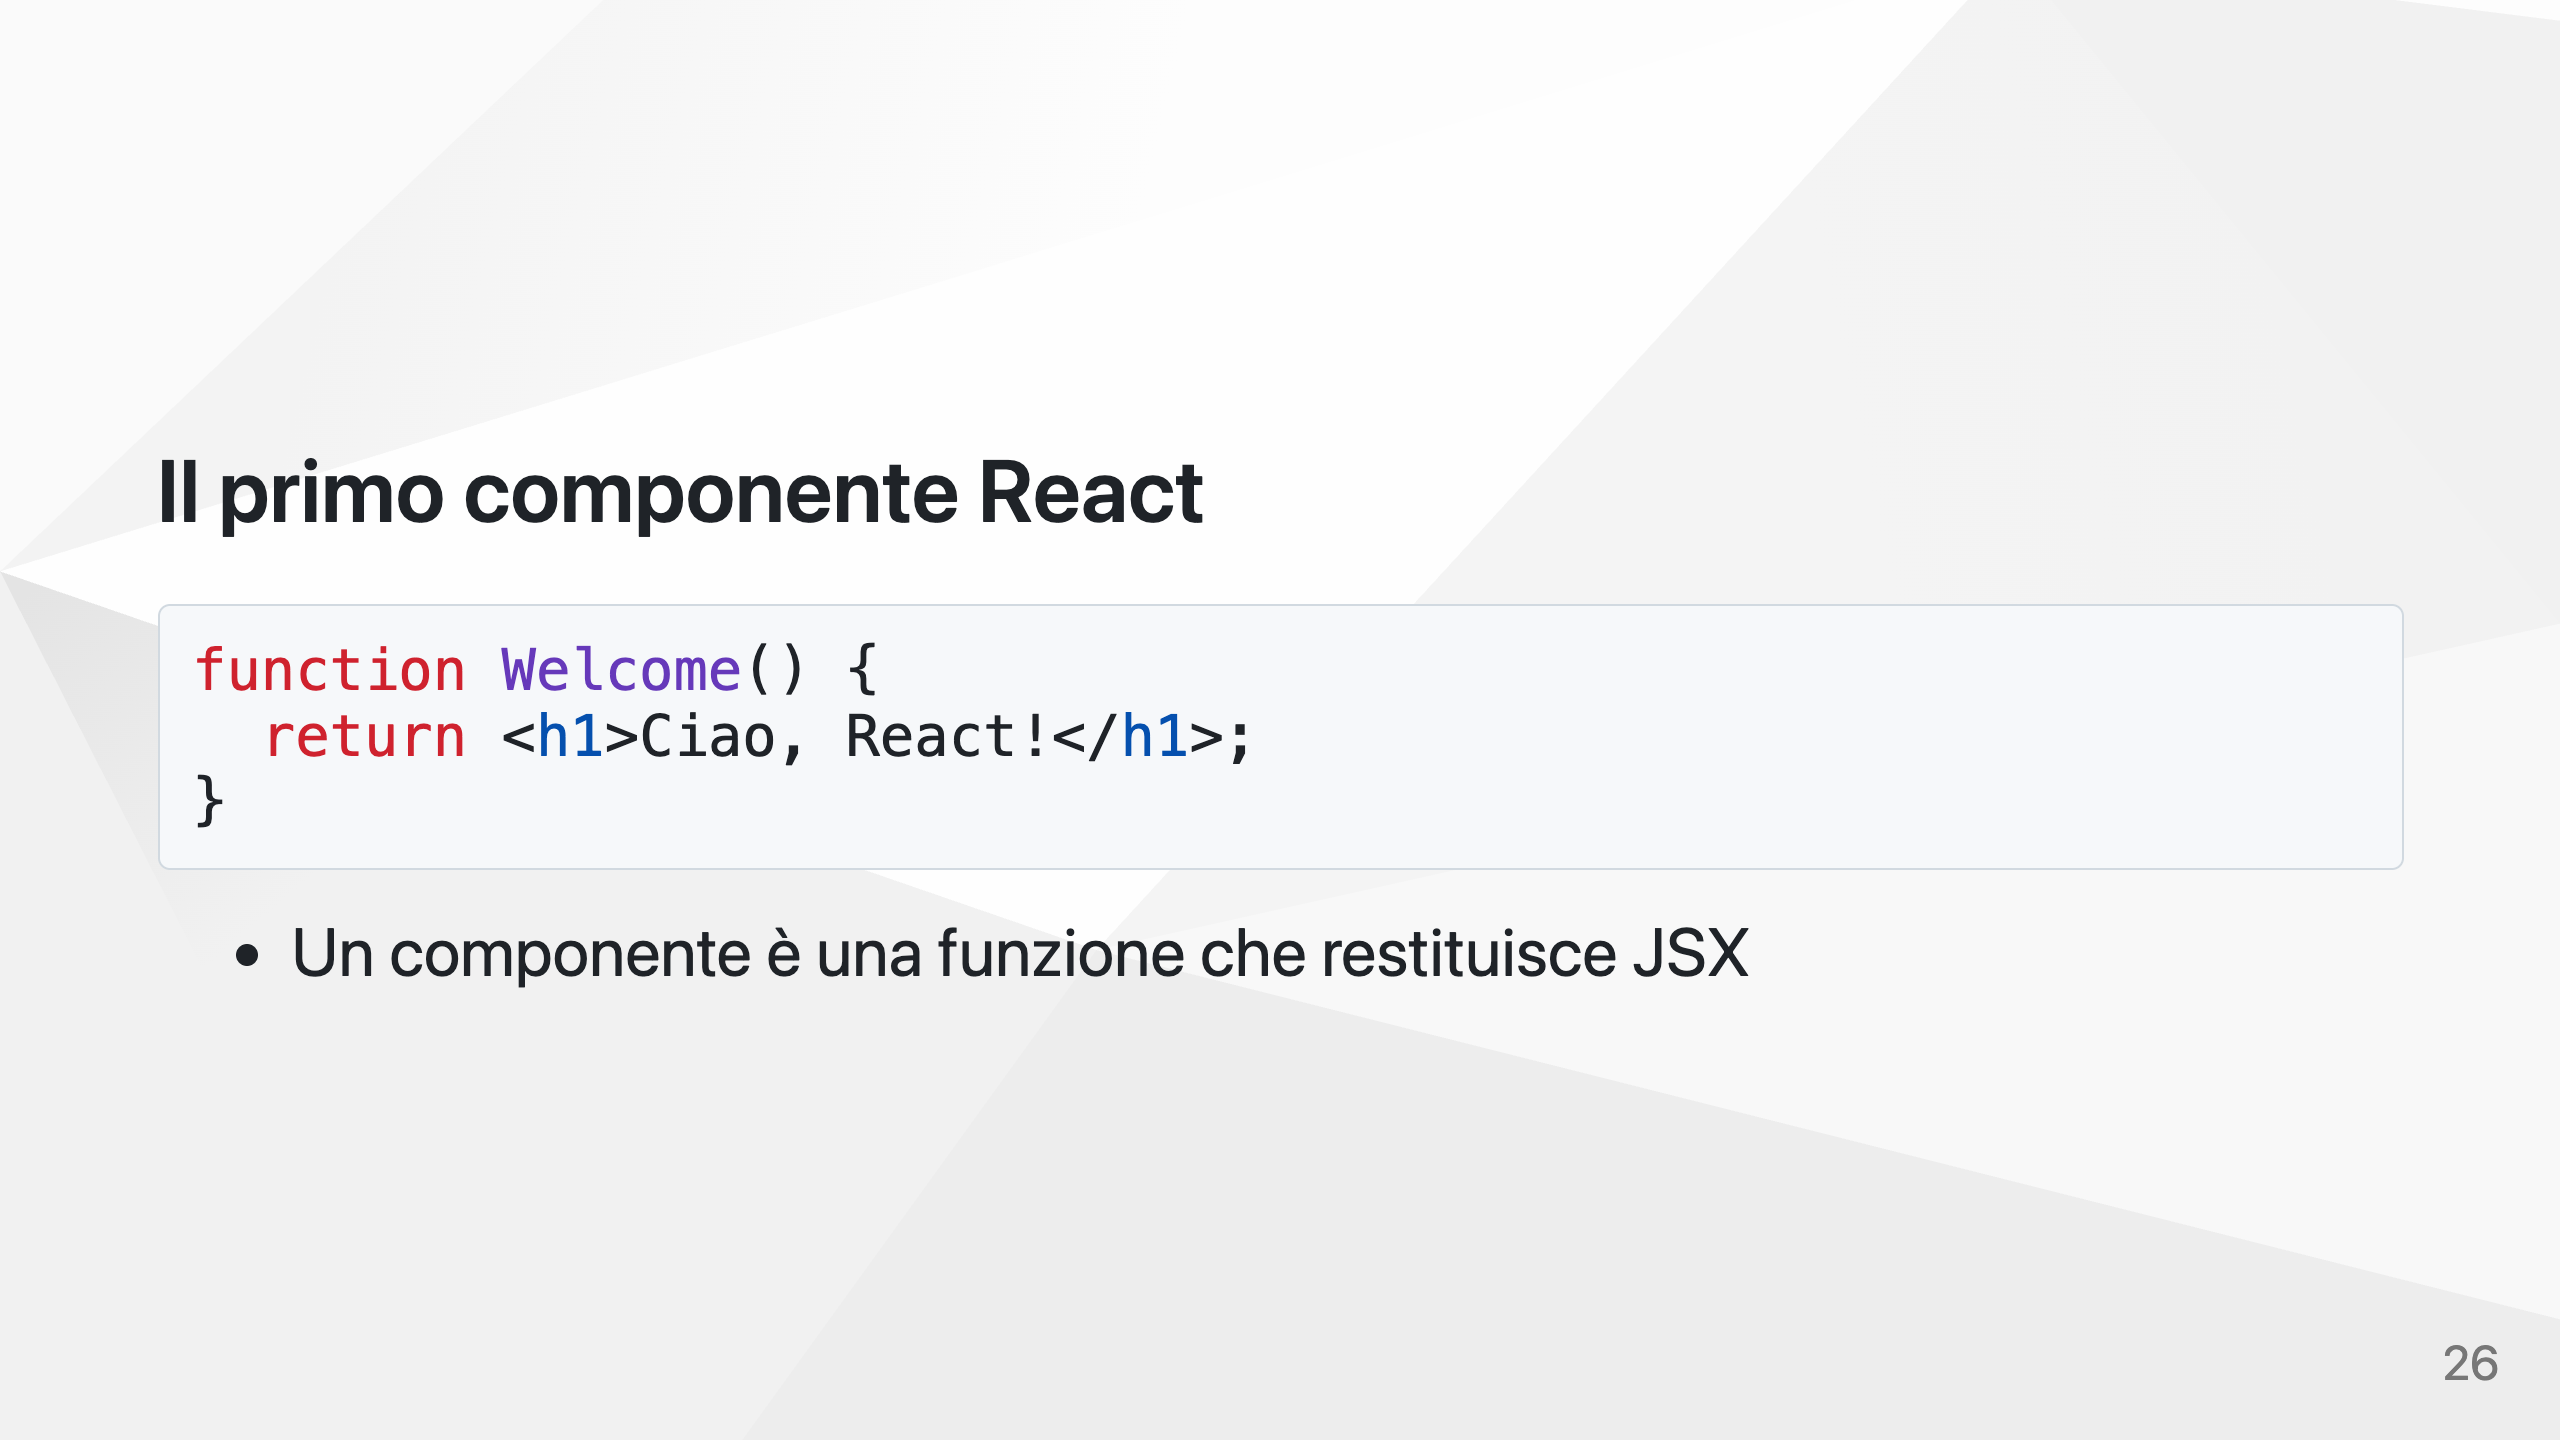 Il primo componente React
function Welcome() {
  return <h1>Ciao, React!</h1>;
}
• Un componente è una funzione che restituisce JSX
26